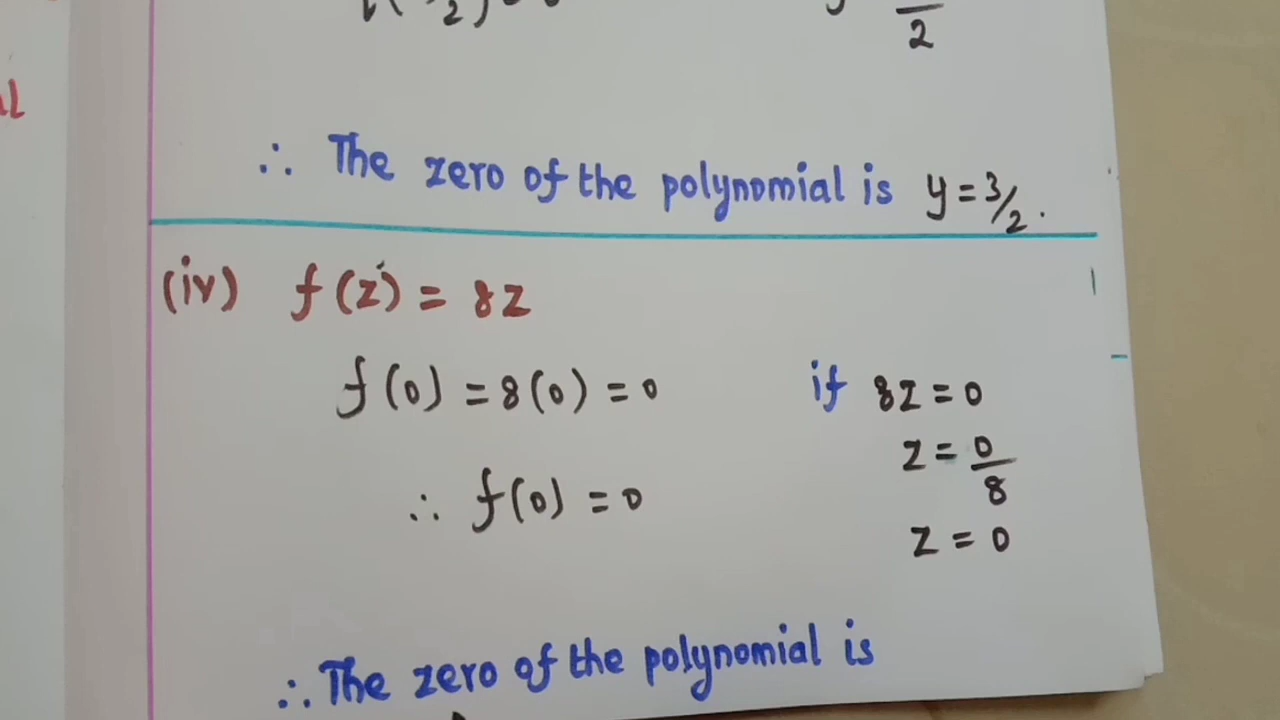 2
∴ The zero of the polynomial is y = 3/2.
(iv) f(z) = 8z
f(0) = 8(0) = 0
if 8z = 0
z = 0/8
∴ f(0) = 0
z = 0
∴ The zero of the polynomial is